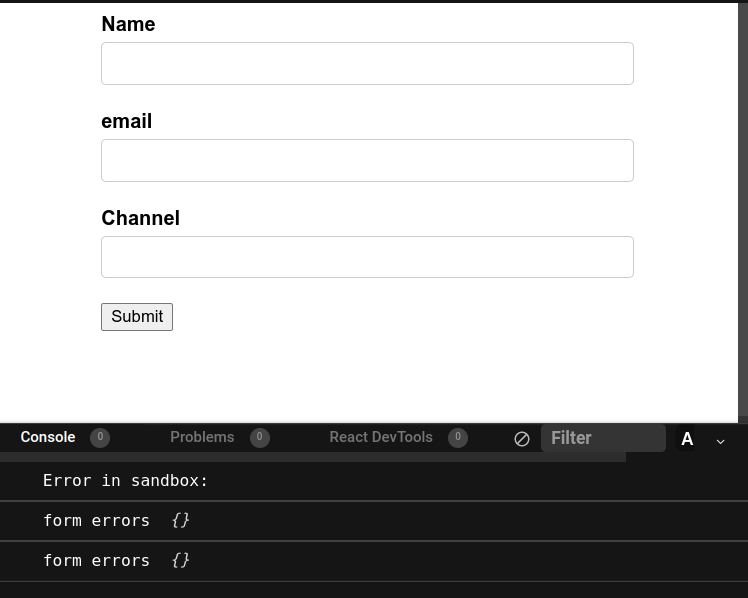 Name
email
Channel
Submit
Console 0 Problems 0 React DevTools 0 Filter A
Error in sandbox:
form errors {}
form errors {}